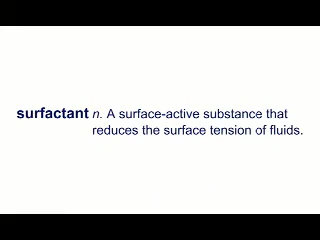 surfactant n. A surface-active substance that
reduces the surface tension of fluids.